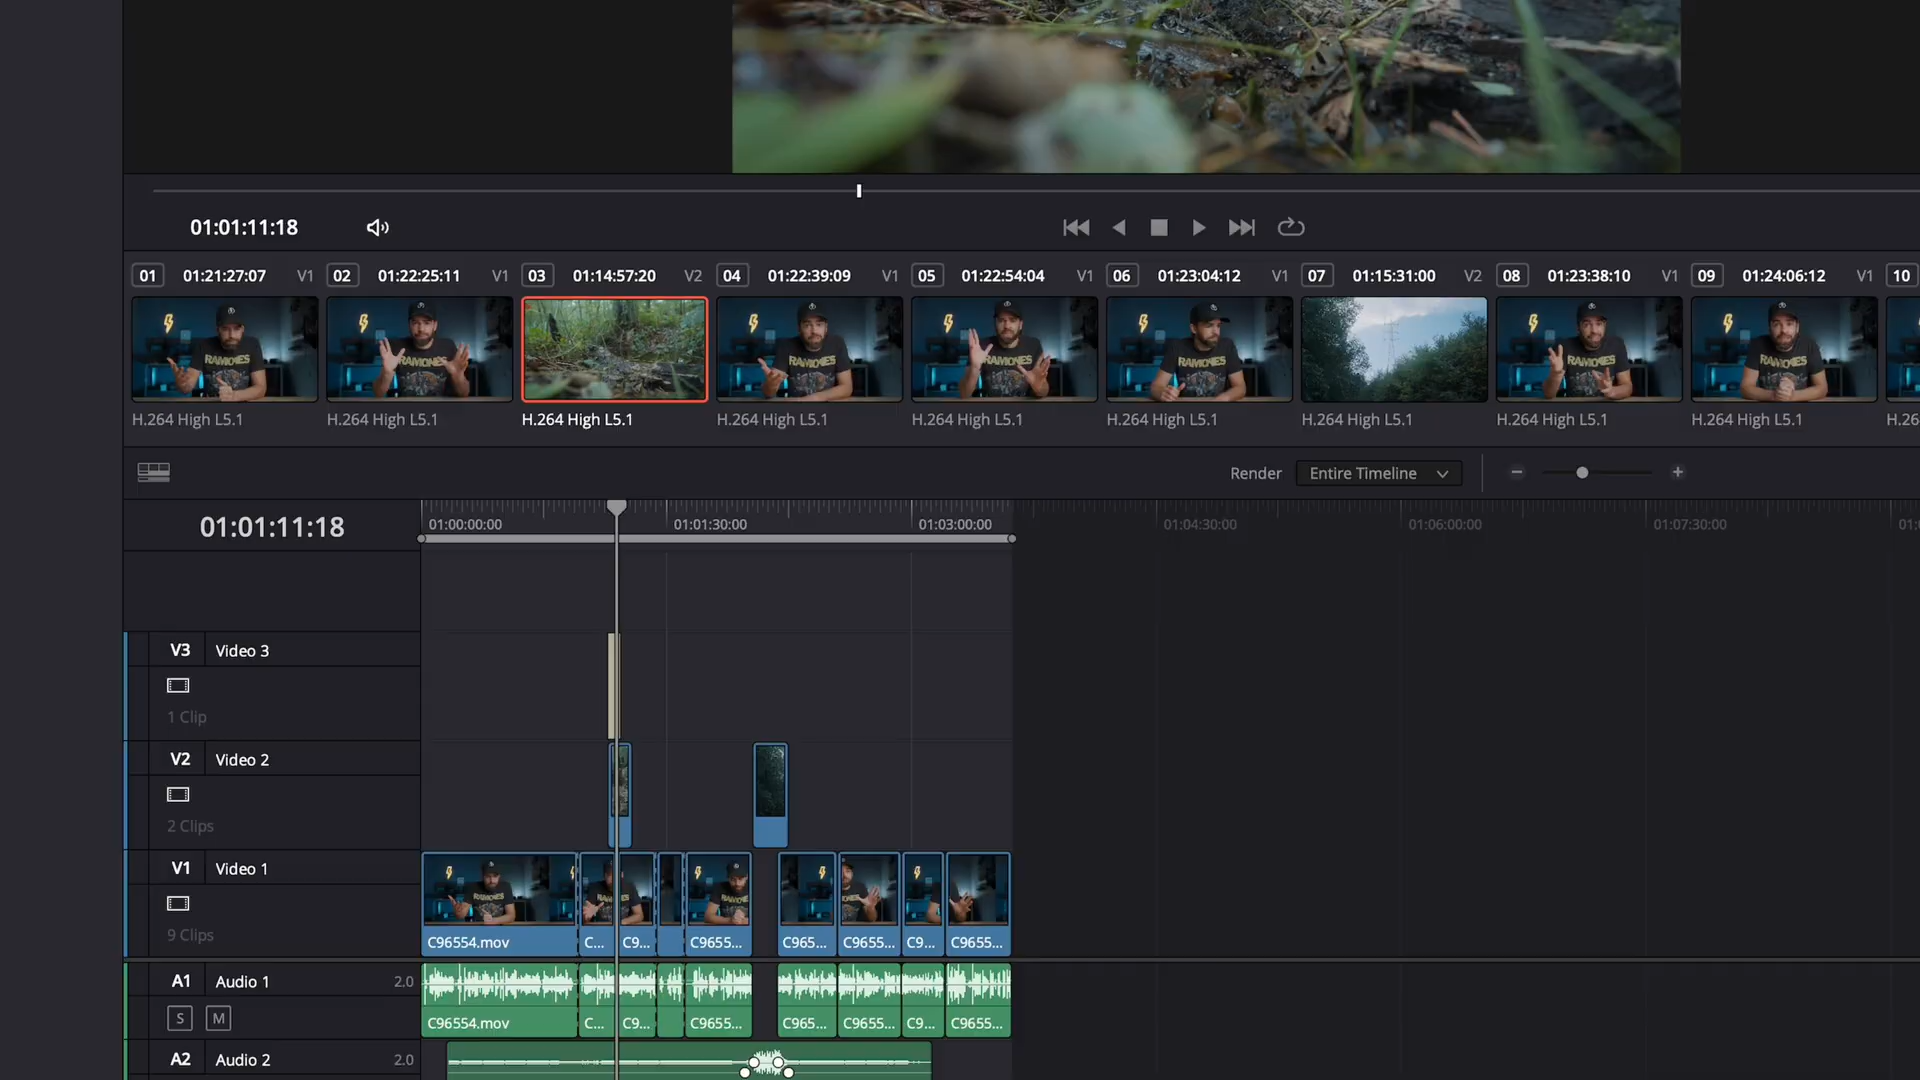 01:01:11:18
01 01:21:27:07 V1 02 01:22:25:11 V1 03 01:14:57:20 V2 04 01:22:39:09 V1 05 01:22:54:04 V1 06 01:23:04:12 V1 07 01:15:31:00 V2 08 01:23:38:10 V1 09 01:24:06:12 V1 10
RAMONES RAMONES RAMONES RAMONES RAMONES RAMONES RAMONES
H.264 High L5.1 H.264 High L5.1 H.264 High L5.1 H.264 High L5.1 H.264 High L5.1 H.264 High L5.1 H.264 High L5.1 H.264 High L5.1 H.264 High L5.1 H.26
Render Entire Timeline
01:01:11:18
01:00:00:00 01:01:30:00 01:03:00:00 01:04:30:00 01:06:00:00 01:07:30:00
V3 Video 3
1 Clip
V2 Video 2
2 Clips
V1 Video 1
9 Clips
C96554.mov C... C9... C9655... C965... C9655... C9... C9655...
A1 Audio 1 2.0
S M
C96554.mov C... C9... C9655... C965... C9655... C9... C9655...
A2 Audio 2 2.0